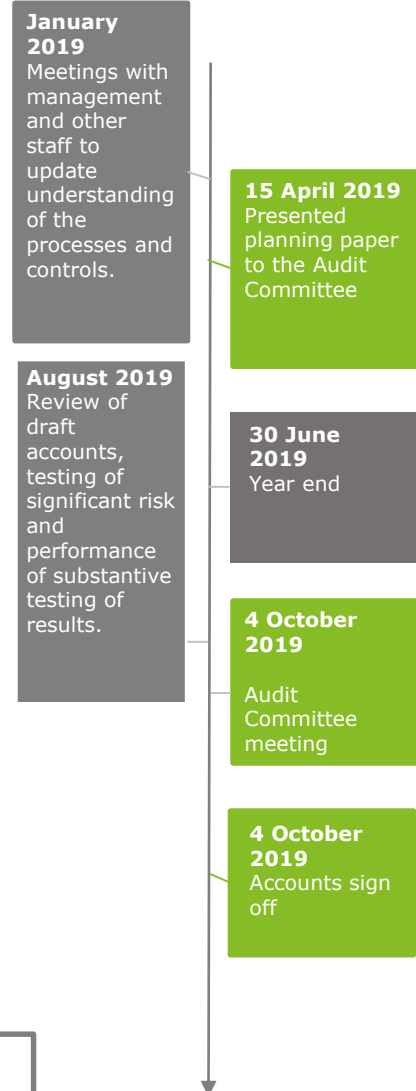 January
2019
Meetings with
management
and other
staff to
update
understanding
of the
processes and
controls.
15 April 2019
Presented
planning paper
to the Audit
Committee
August 2019
Review of
draft
accounts,
testing of
significant risk
and
performance
of substantive
testing of
results.
30 June
2019
Year end
4 October
2019
Audit
Committee
meeting
4 October
2019
Accounts sign
off